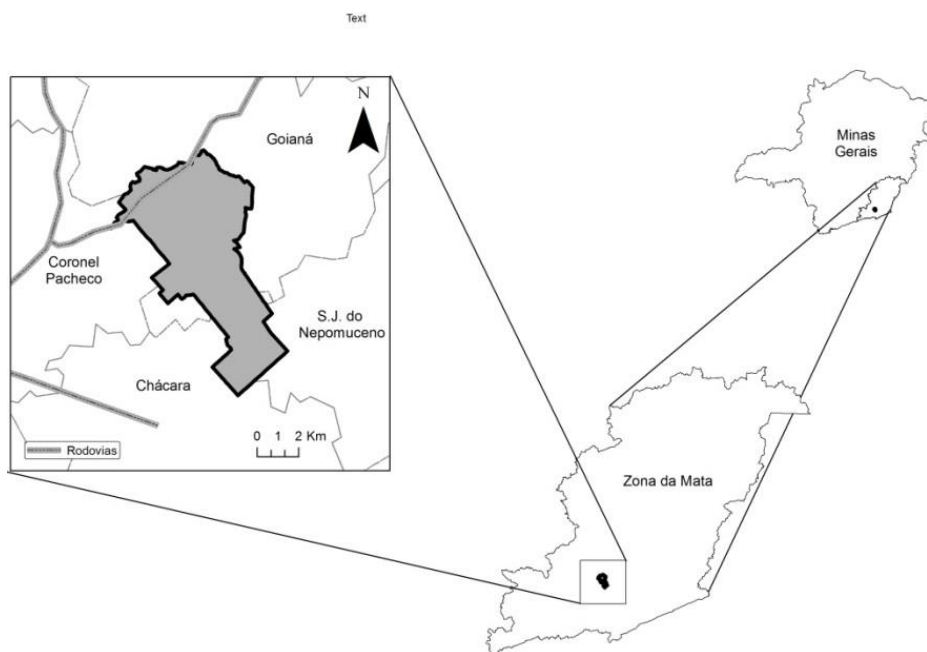 Text
N
Goianá
Coronel
Pacheco
S.J. do
Nepomuceno
Chácara
0 1 2 Km
Rodovias
Minas
Gerais
Zona da Mata